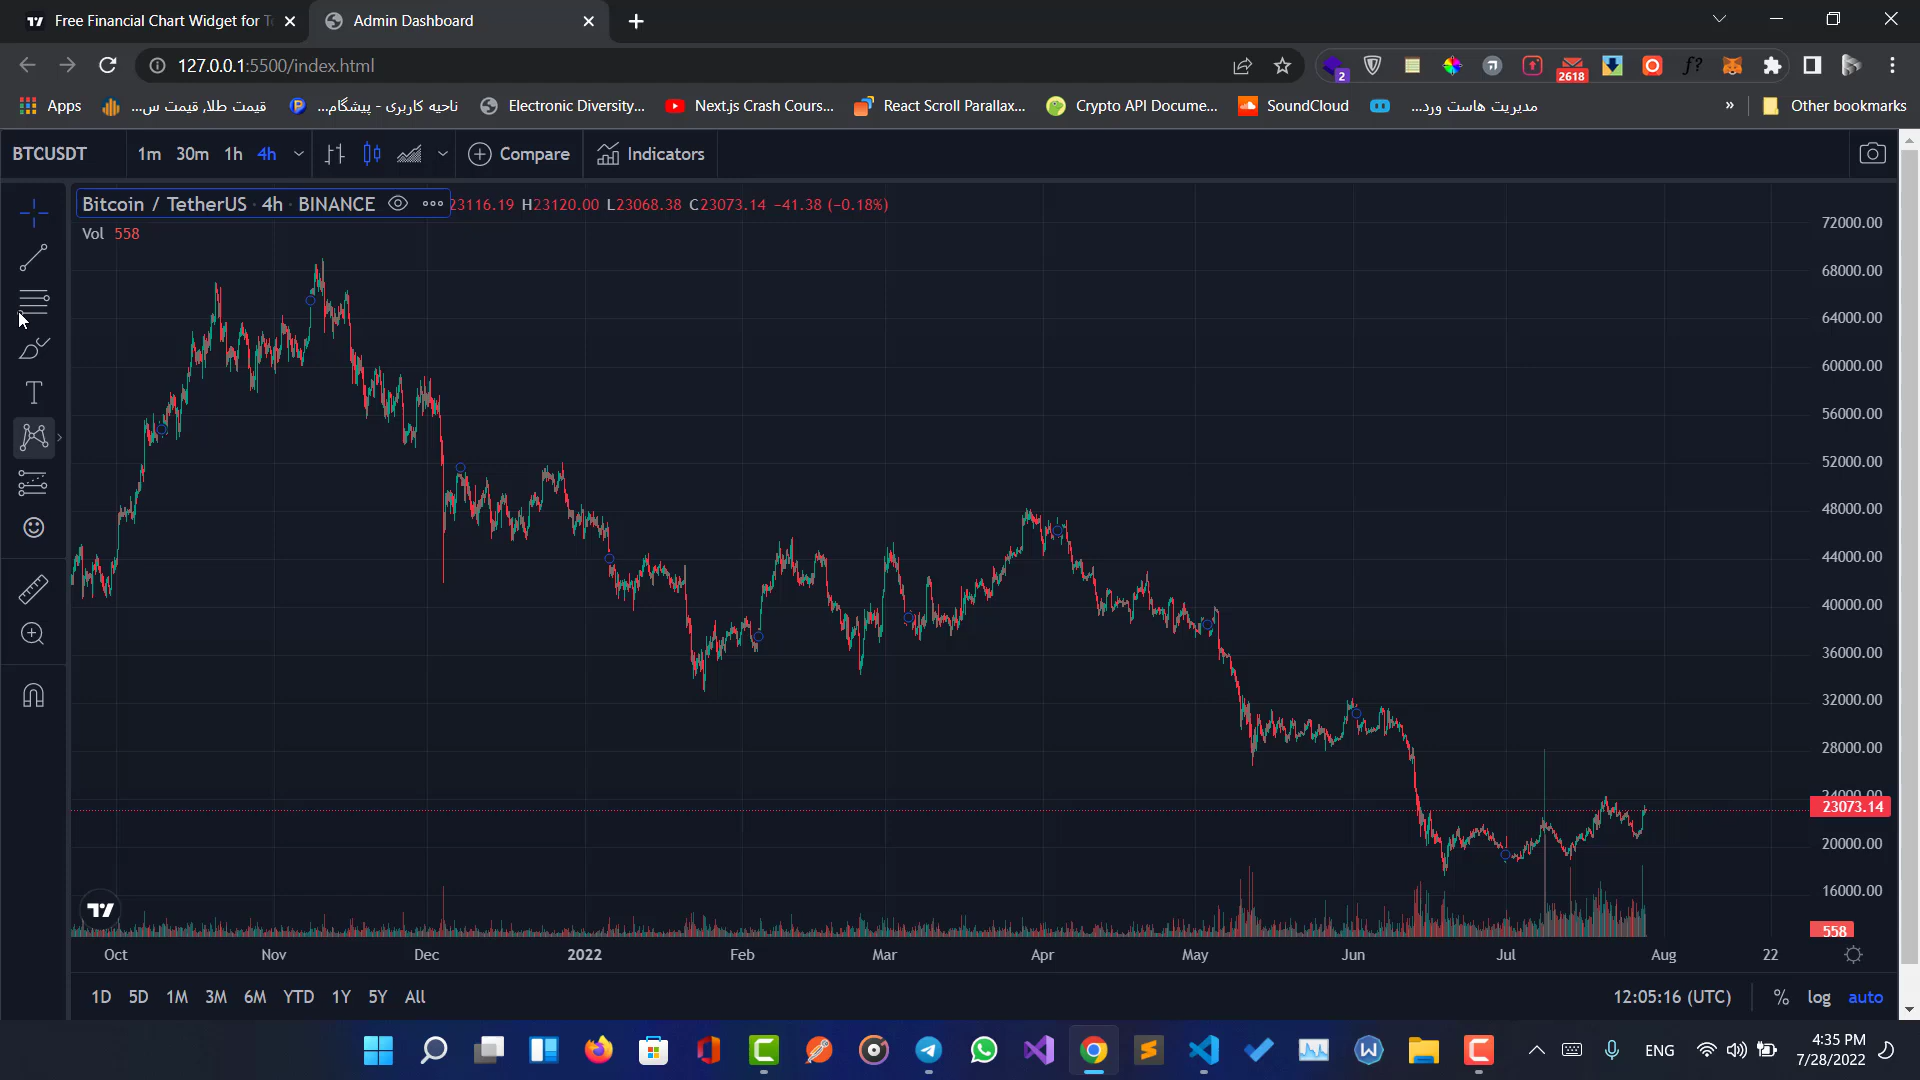 Free Financial Chart Widget for T
Admin Dashboard
127.0.0.1:5500/index.html
2
2618
Apps
قیمت طلا, قیمت س...
ناحیه کاربری - پیشگام...
Electronic Diversity...
Next.js Crash Cours...
React Scroll Parallax...
Crypto API Docume...
SoundCloud
مدیریت هاست ورد...
»
Other bookmarks
BTCUSDT
1m 30m 1h 4h
Compare
Indicators
Bitcoin / TetherUS · 4h · BINANCE
23116.19 H23120.00 L23068.38 C23073.14 −41.38 (−0.18%)
Vol 558
72000.00
68000.00
64000.00
60000.00
56000.00
52000.00
48000.00
44000.00
40000.00
36000.00
32000.00
28000.00
24000.00
23073.14
20000.00
16000.00
558
Oct Nov Dec 2022 Feb Mar Apr May Jun Jul Aug 22
1D 5D 1M 3M 6M YTD 1Y 5Y All
12:05:16 (UTC) % log auto
ENG
4:35 PM
7/28/2022